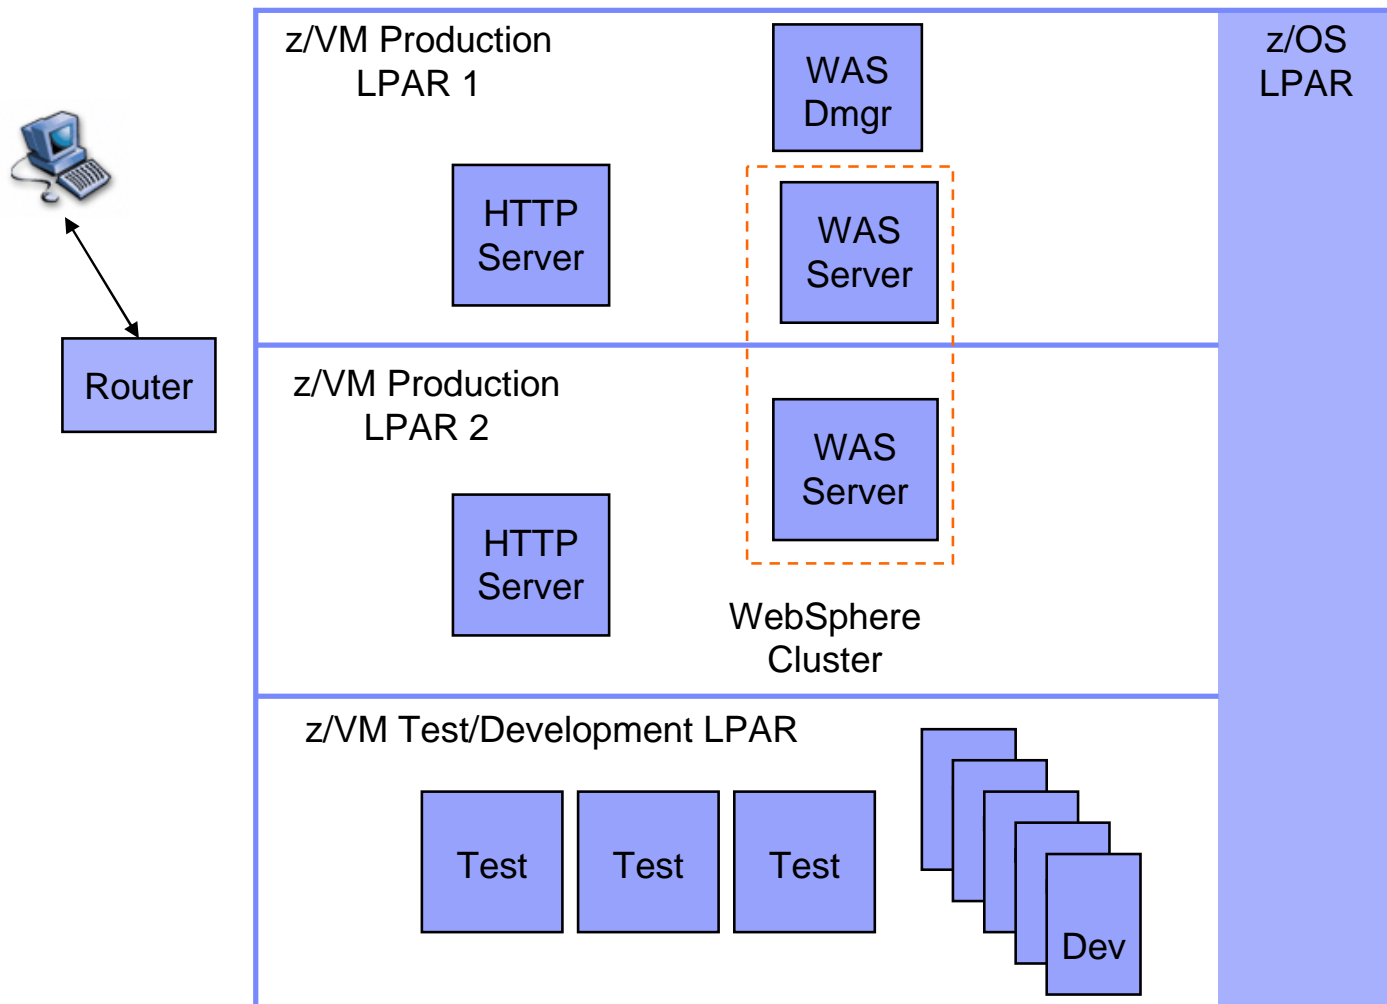 z/VM Production
LPAR 1
WAS
Dmgr
z/OS
LPAR
HTTP
Server
WAS
Server
Router
z/VM Production
LPAR 2
WAS
Server
HTTP
Server
WebSphere
Cluster
z/VM Test/Development LPAR
Test
Test
Test
Dev